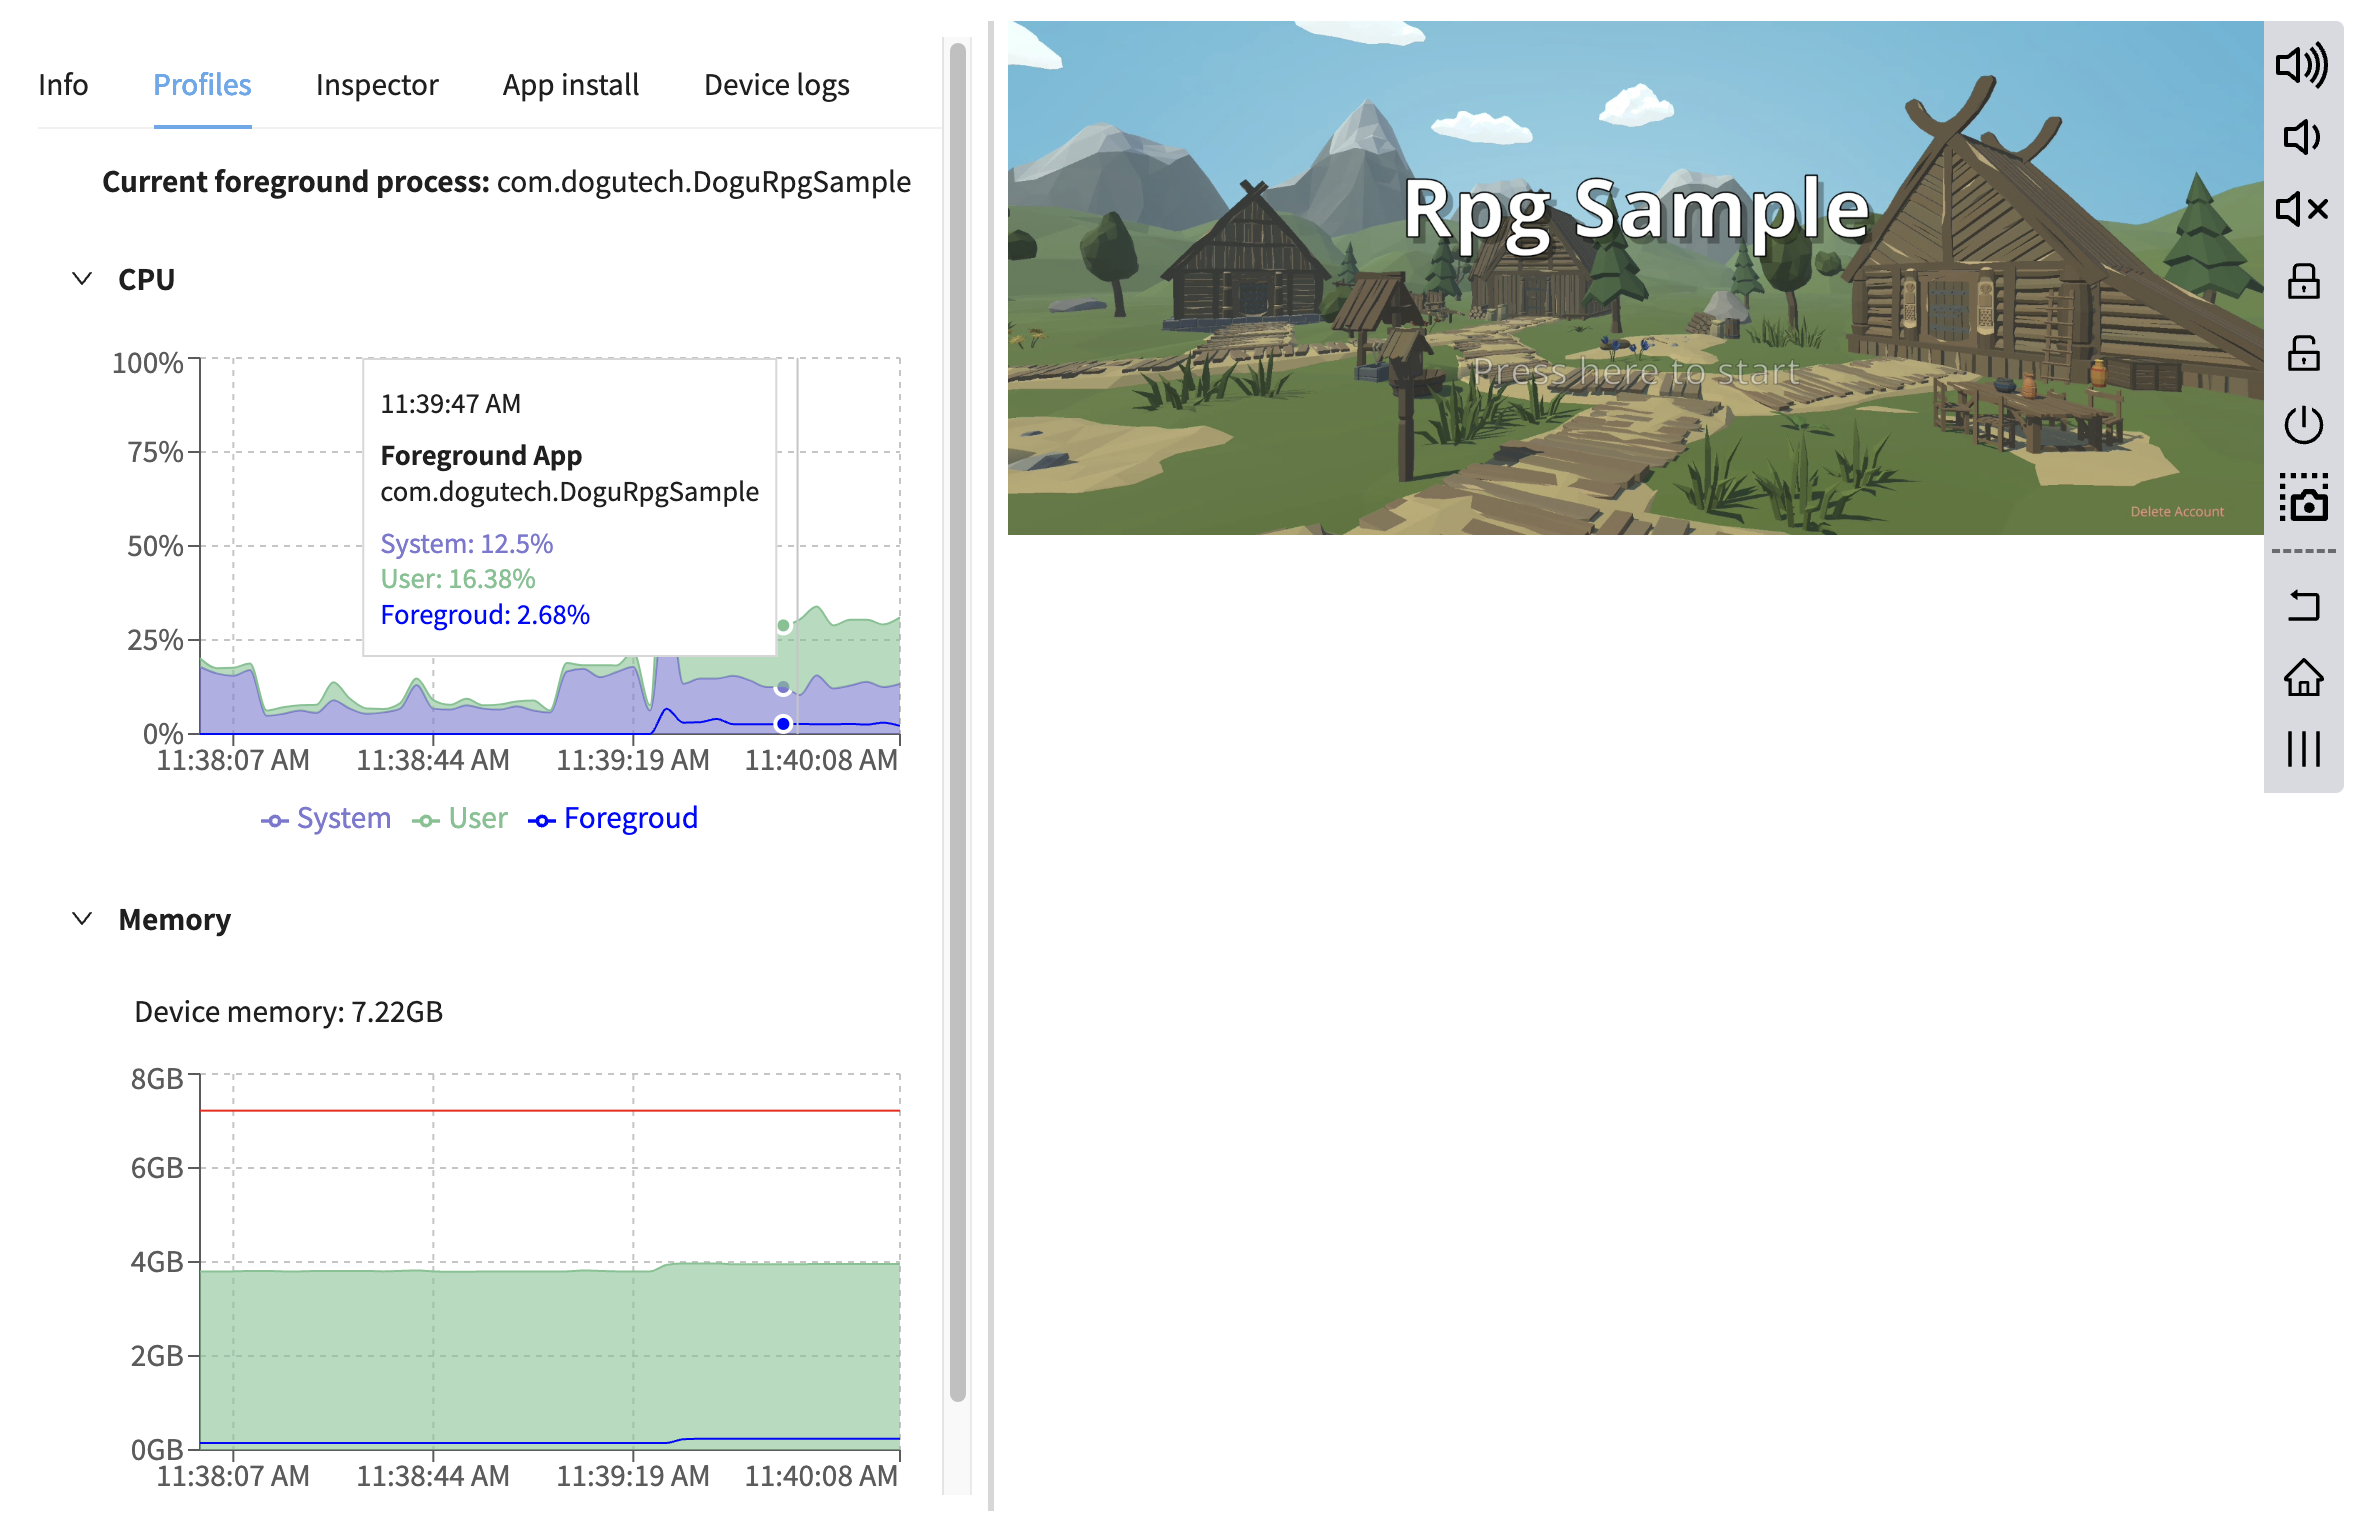 Info Profiles Inspector App install Device logs
Current foreground process: com.dogutech.DoguRpgSample
CPU
100%
75%
50%
25%
0%
11:39:47 AM
Foreground App
com.dogutech.DoguRpgSample
System: 12.5%
User: 16.38%
Foregroud: 2.68%
11:38:07 AM 11:38:44 AM 11:39:19 AM 11:40:08 AM
System User Foregroud
Memory
Device memory: 7.22GB
8GB
6GB
4GB
2GB
0GB
11:38:07 AM 11:38:44 AM 11:39:19 AM 11:40:08 AM
Rpg Sample
Press here to start
Delete Account